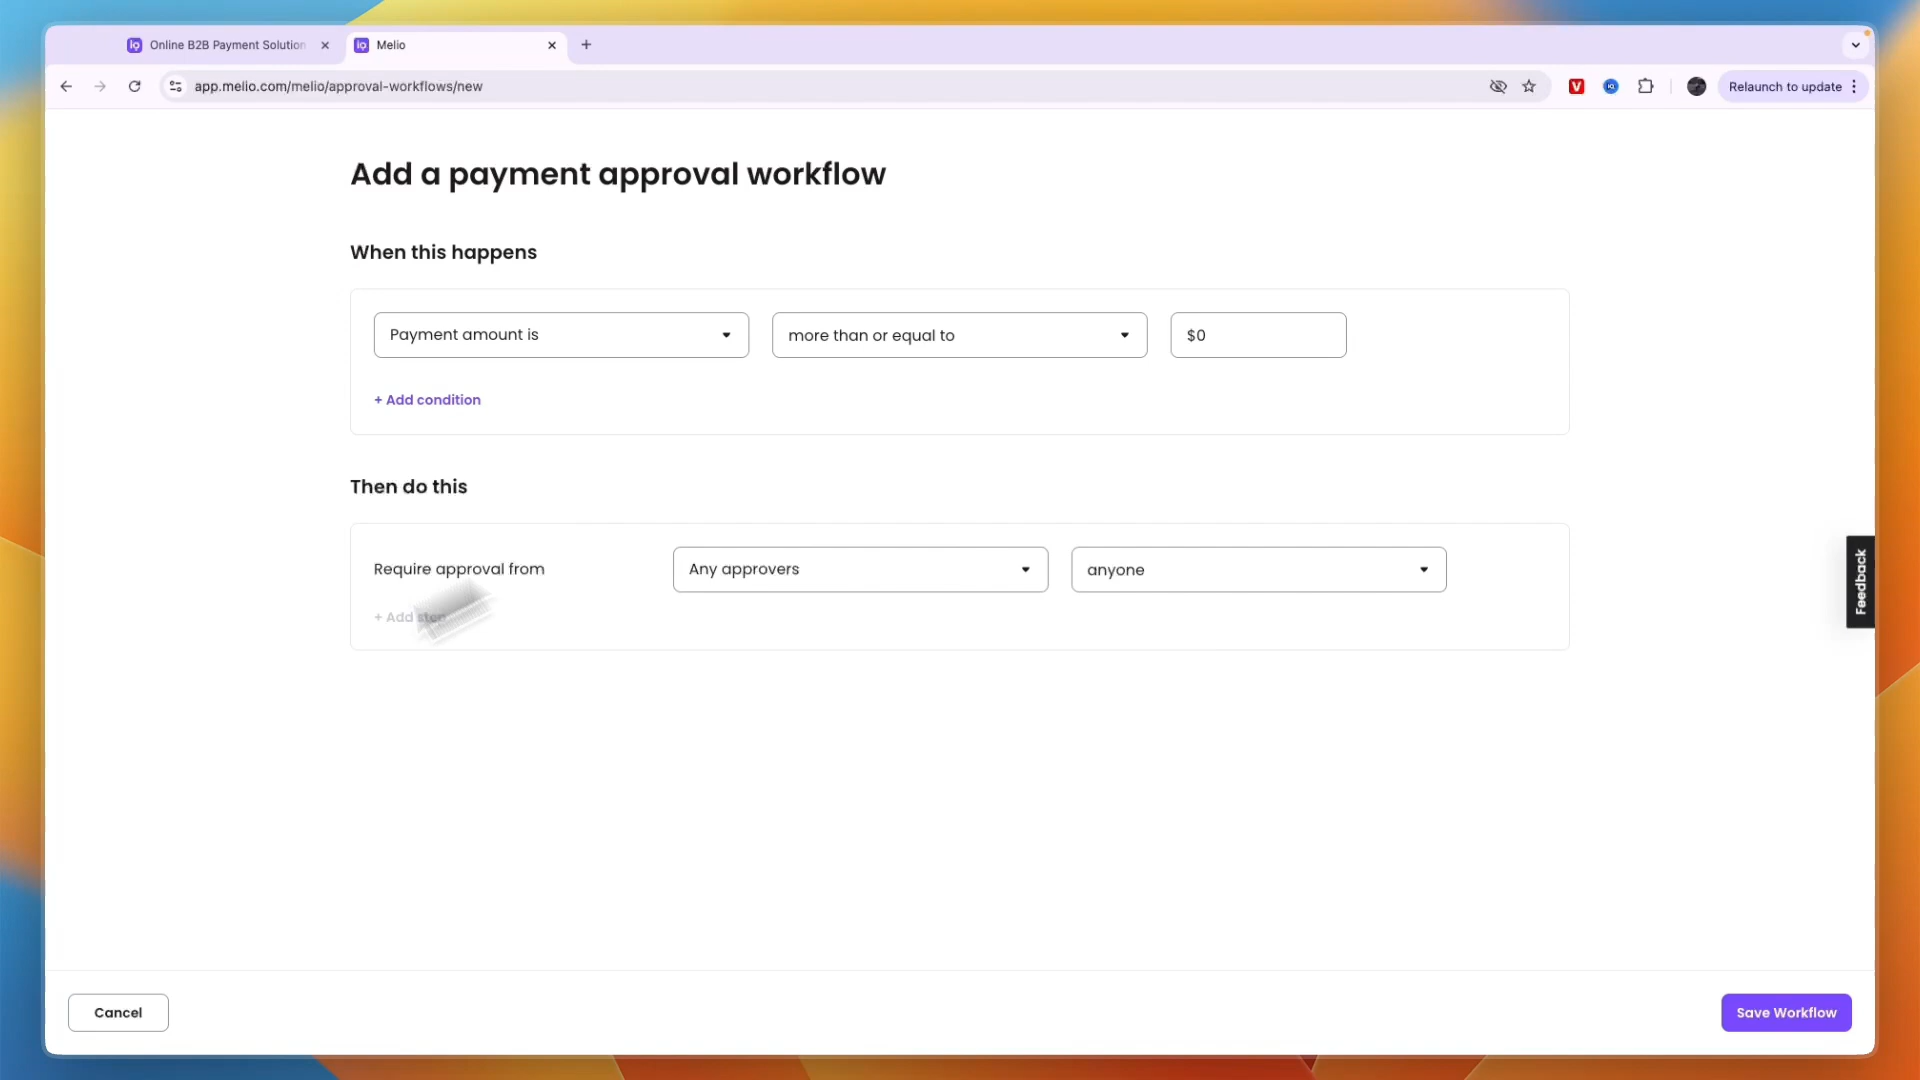 Online B2B Payment Solution
Melio
app.melio.com/melio/approval-workflows/new
Relaunch to update
Add a payment approval workflow
When this happens
Payment amount is
more than or equal to
$0
+ Add condition
Then do this
Require approval from
Any approvers
anyone
+ Add step
Feedback
Cancel
Save Workflow